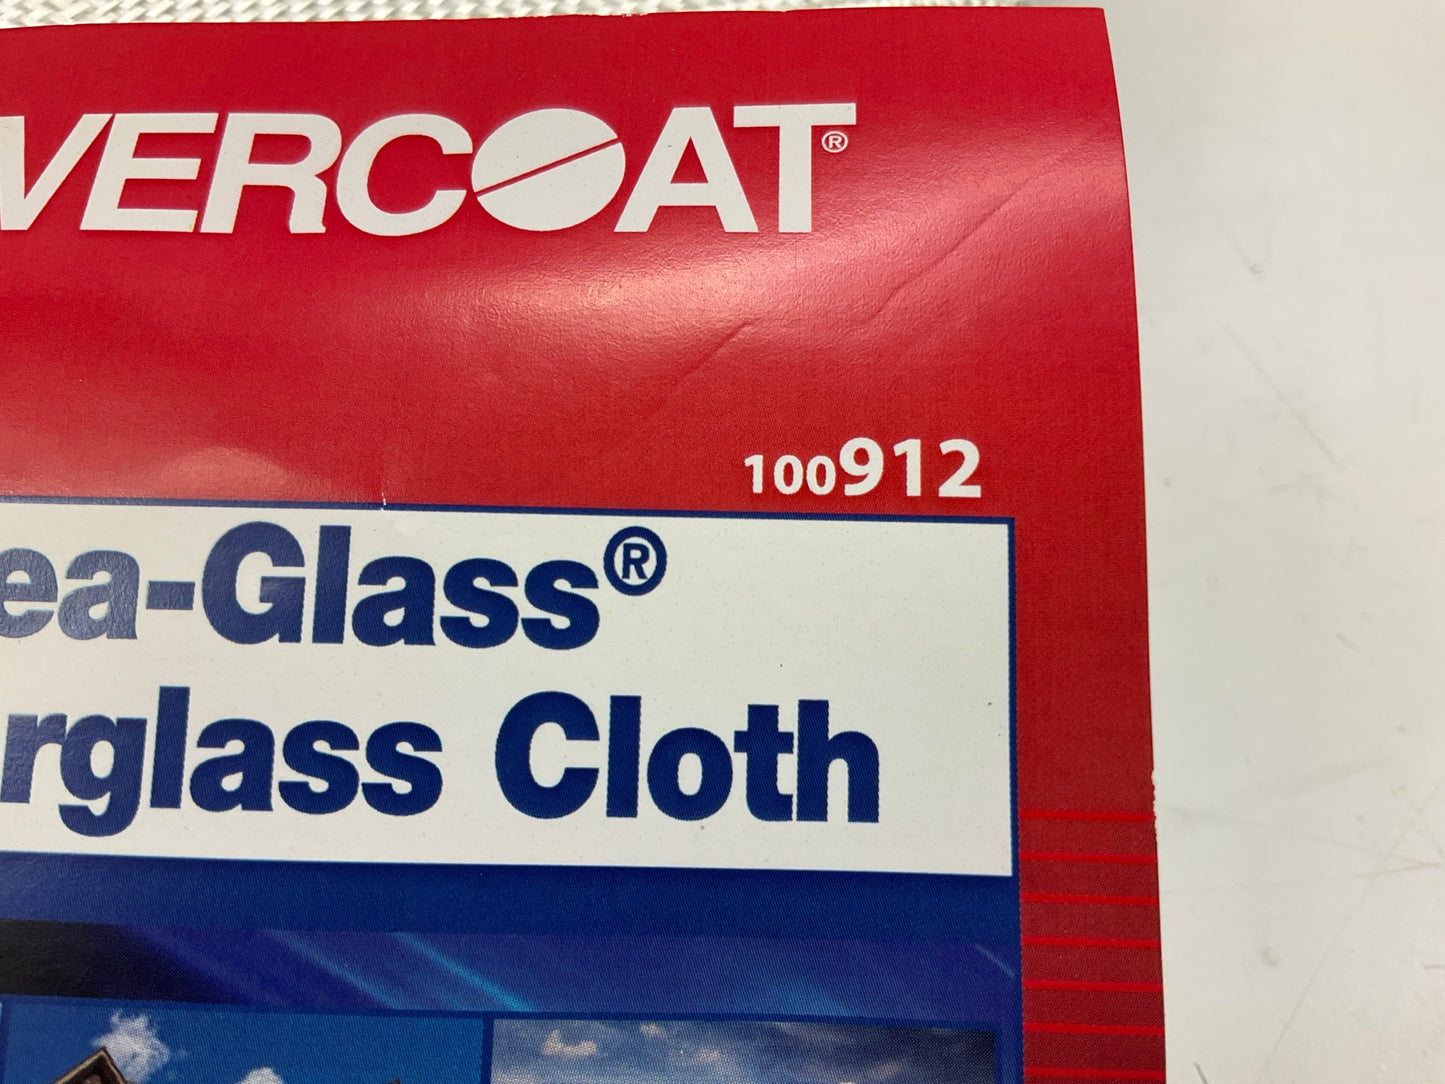 VERCOAT®
100912
ea-Glass®
rglass Cloth